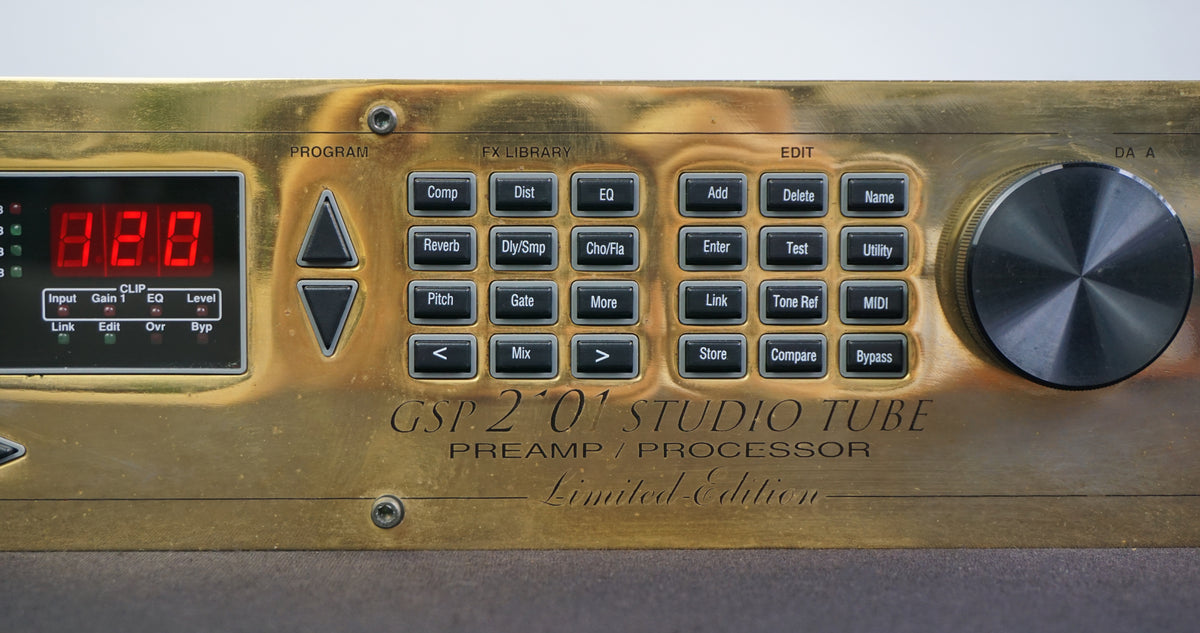 PROGRAM
FX LIBRARY
EDIT
DA A
120
CLIP
Input Gain 1 EQ Level
Link Edit Ovr Byp
Comp Dist EQ
Reverb Dly/Smp Cho/Fla
Pitch Gate More
< Mix >
Add Delete Name
Enter Test Utility
Link Tone Ref MIDI
Store Compare Bypass
GSP 2101 STUDIO TUBE
PREAMP / PROCESSOR
Limited Edition